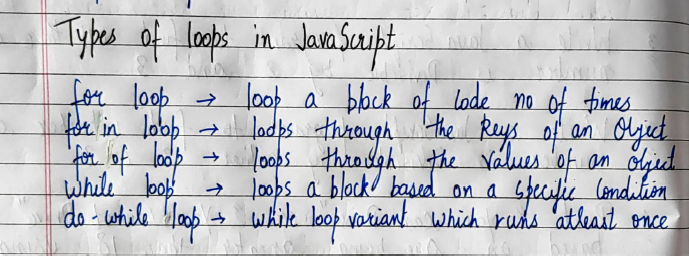 Types of loops in JavaScript
for loop → loop a block of code no of times
for in loop → loops through the keys of an Object
for of loop → loops through the values of an object
While loop → loops a block based on a specific condition
do-while loop → while loop variant which runs atleast once